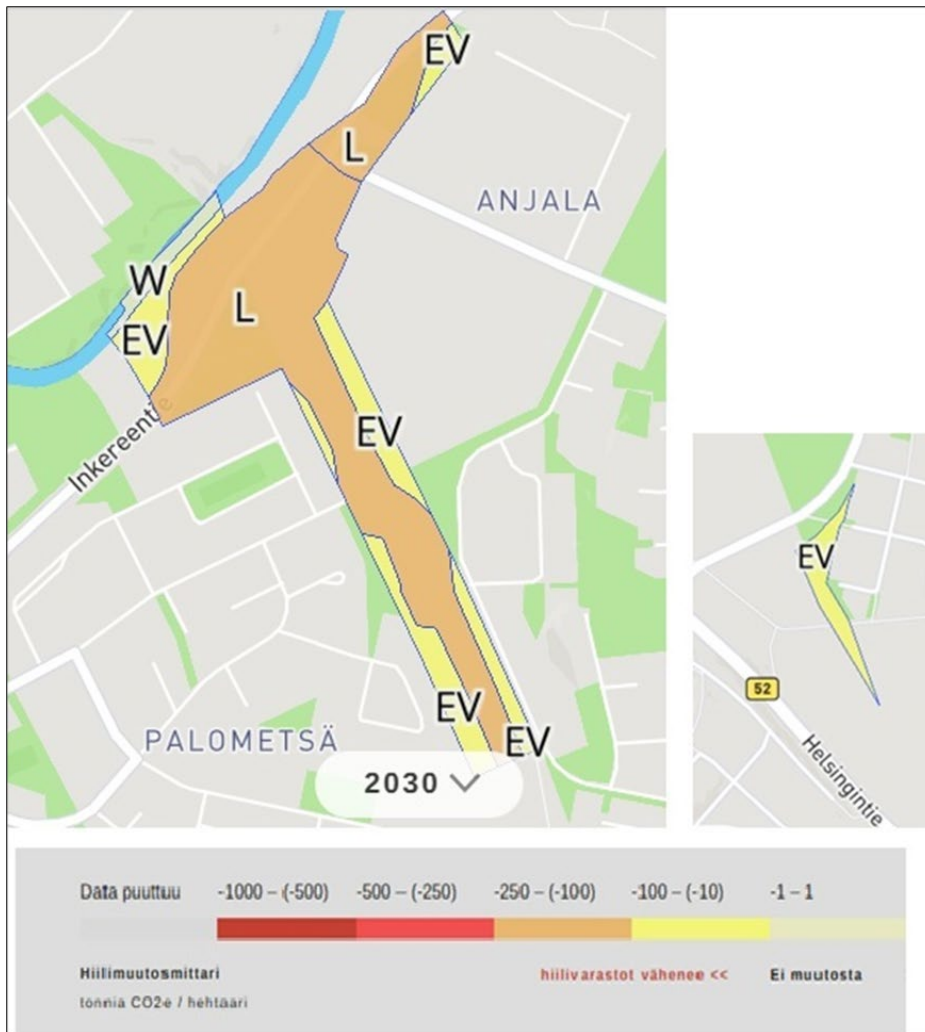 EV
L
ANJALA
W
L
EV
Inkereentie
EV
EV
52
EV
EV
PALOMETSÄ
2030
Helsingintie
Data puuttuu -1000 – (-500) -500 – (-250) -250 – (-100) -100 – (-10) -1 – 1
Hiilimuutosmittari hiilivarastot vähenee << Ei muutosta
tonnia CO2e / hehtaari